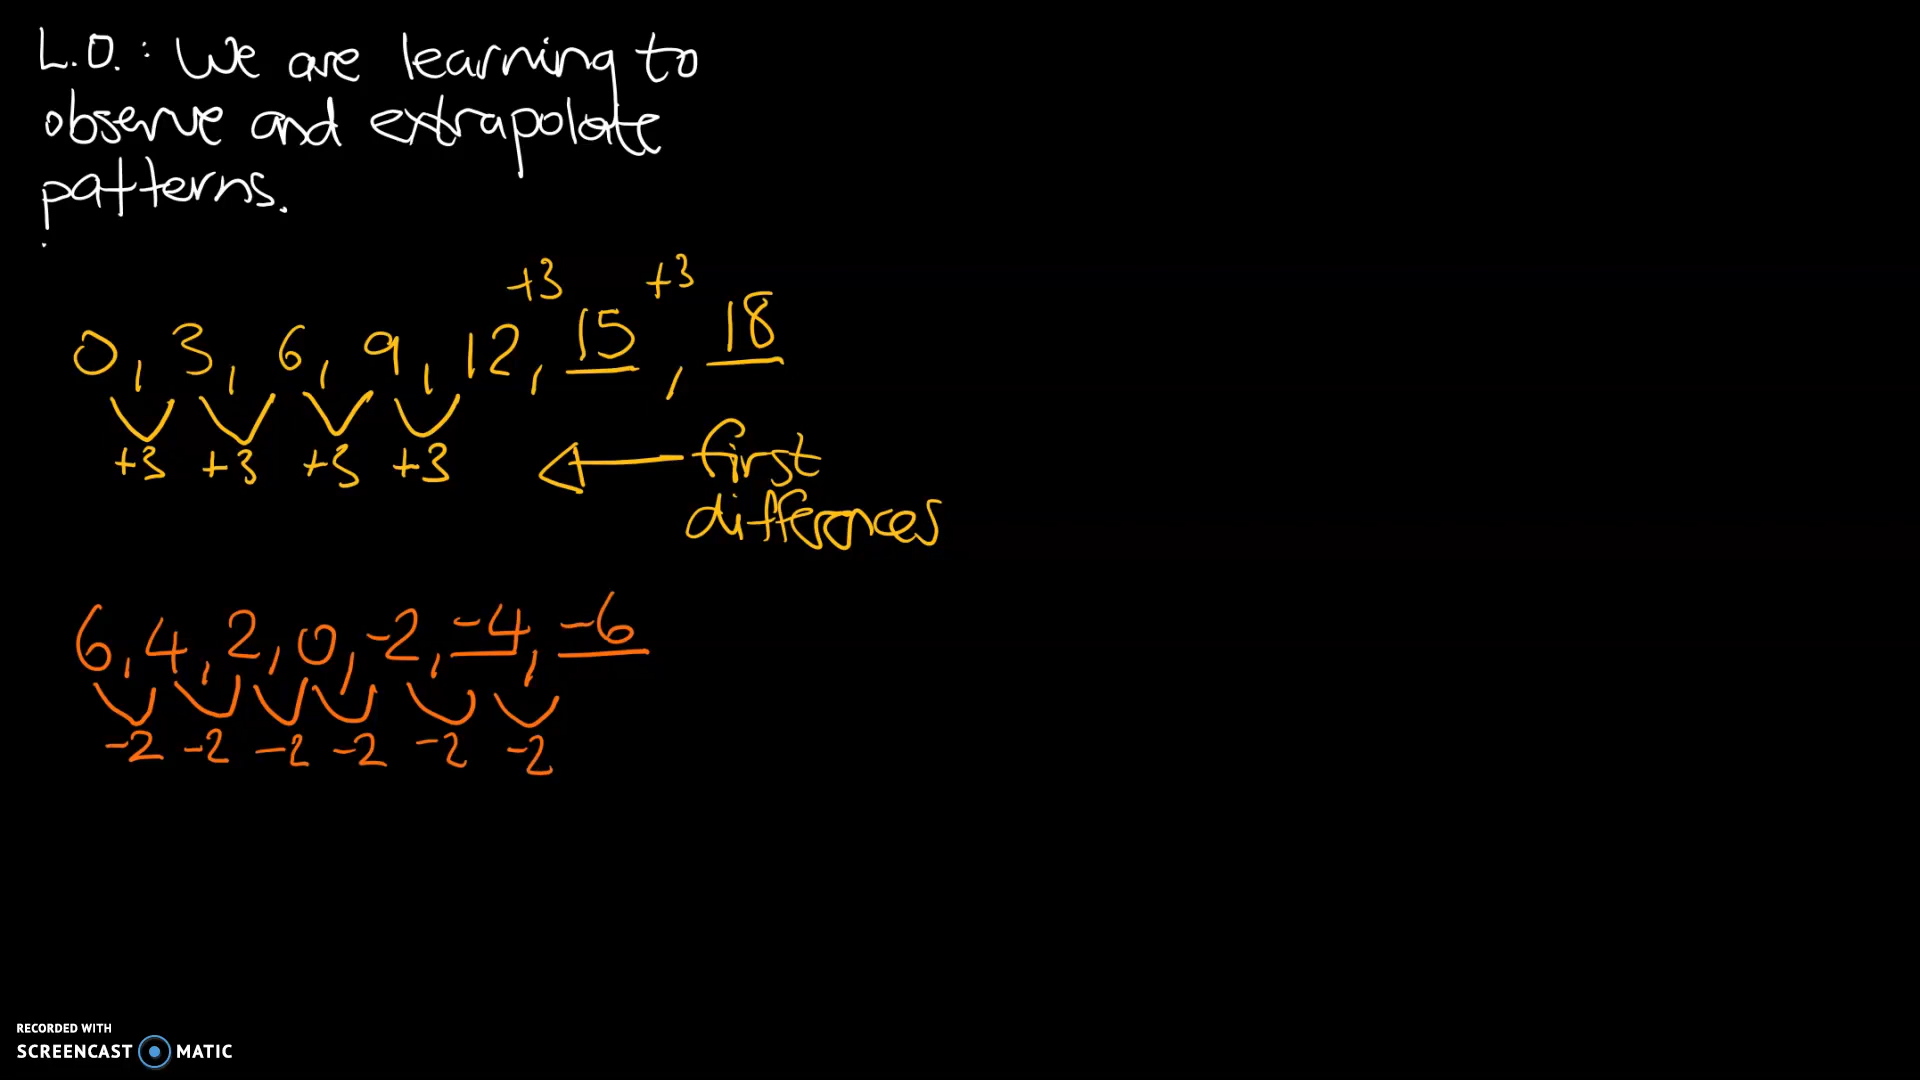 L.O.: We are learning to
observe and extrapolate
patterns.
+3 +3
0, 3, 6, 9, 12, 15, 18
+3 +3 +3 +3
first
differences
6, 4, 2, 0, -2, -4, -6
-2 -2 -2 -2 -2 -2
RECORDED WITH
SCREENCAST MATIC